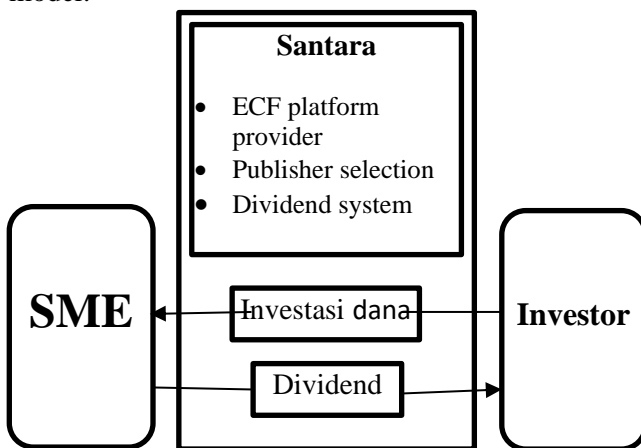 model.
Santara
• ECF platform
provider
• Publisher selection
• Dividend system
SME
Investasi dana
Investor
Dividend